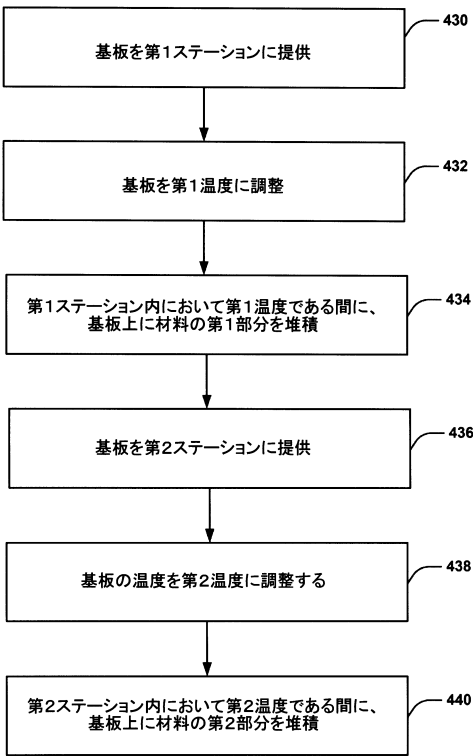 基板を第1ステーションに提供
430
基板を第1温度に調整
432
第1ステーション内において第1温度である間に、
基板上に材料の第1部分を堆積
434
基板を第2ステーションに提供
436
基板の温度を第2温度に調整する
438
第2ステーション内において第2温度である間に、
基板上に材料の第2部分を堆積
440